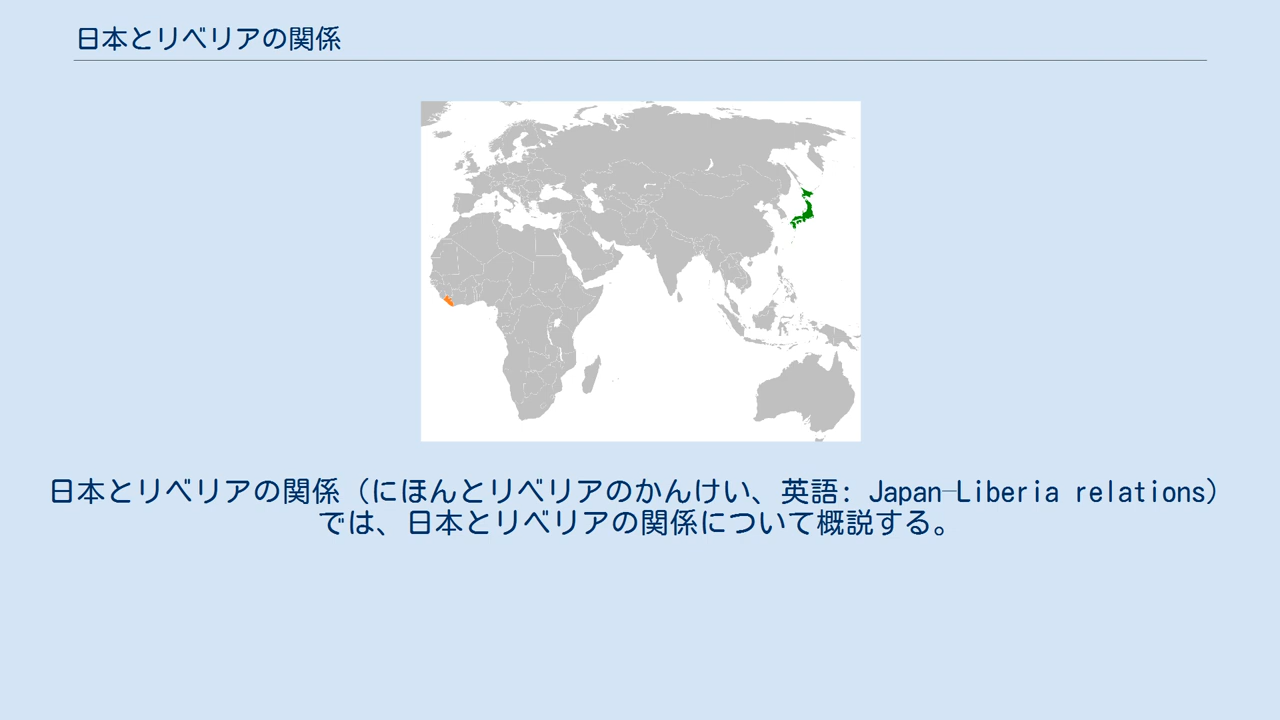 日本とリベリアの関係
日本とリベリアの関係（にほんとリベリアのかんけい、英語: Japan–Liberia relations）
では、日本とリベリアの関係について概説する。